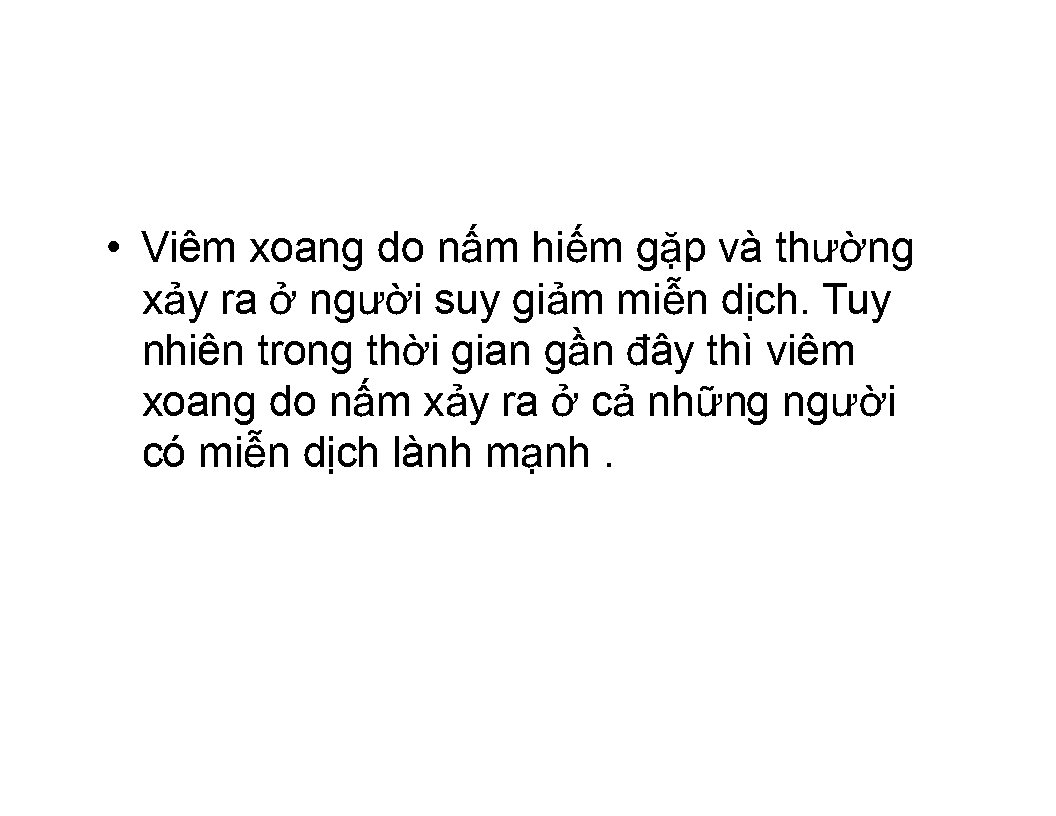 • Viêm xoang do nấm hiếm gặp và thường
xảy ra ở người suy giảm miễn dịch. Tuy
nhiên trong thời gian gần đây thì viêm
xoang do nấm xảy ra ở cả những người
có miễn dịch lành mạnh .